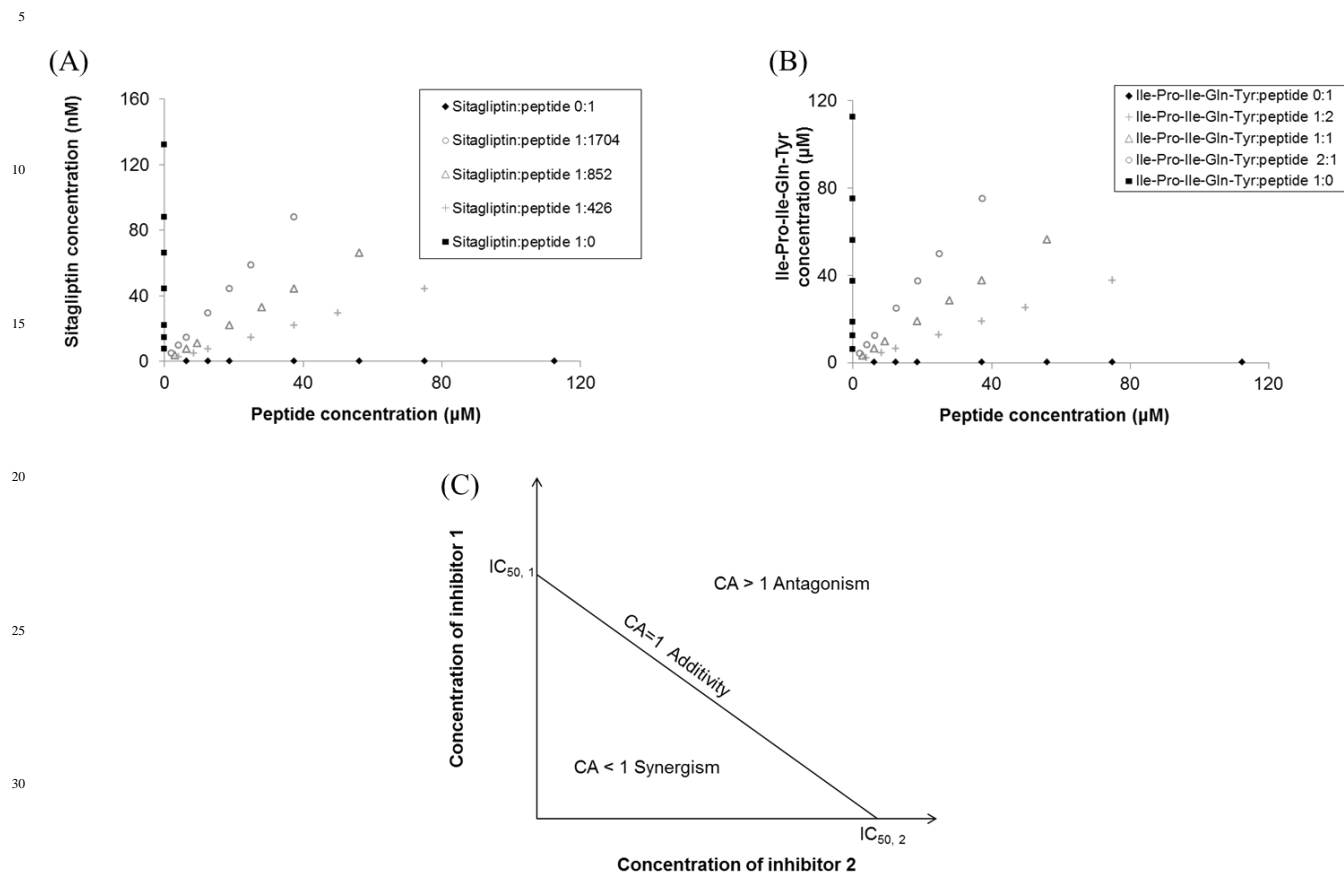 5
(A)
Sitagliptin concentration (nM)
160
120
80
40
0
0
40
80
120
Peptide concentration (µM)
Sitagliptin:peptide 0:1
Sitagliptin:peptide 1:1704
Sitagliptin:peptide 1:852
Sitagliptin:peptide 1:426
Sitagliptin:peptide 1:0
(B)
Ile-Pro-Ile-Gln-Tyr
concentration (µM)
120
80
40
0
0
40
80
120
Peptide concentration (µM)
Ile-Pro-Ile-Gln-Tyr:peptide 0:1
Ile-Pro-Ile-Gln-Tyr:peptide 1:2
Ile-Pro-Ile-Gln-Tyr:peptide 1:1
Ile-Pro-Ile-Gln-Tyr:peptide 2:1
Ile-Pro-Ile-Gln-Tyr:peptide 1:0
10
15
20
(C)
Concentration of inhibitor 1
IC50, 1
CA > 1 Antagonism
CA=1 Additivity
CA < 1 Synergism
IC50, 2
Concentration of inhibitor 2
25
30